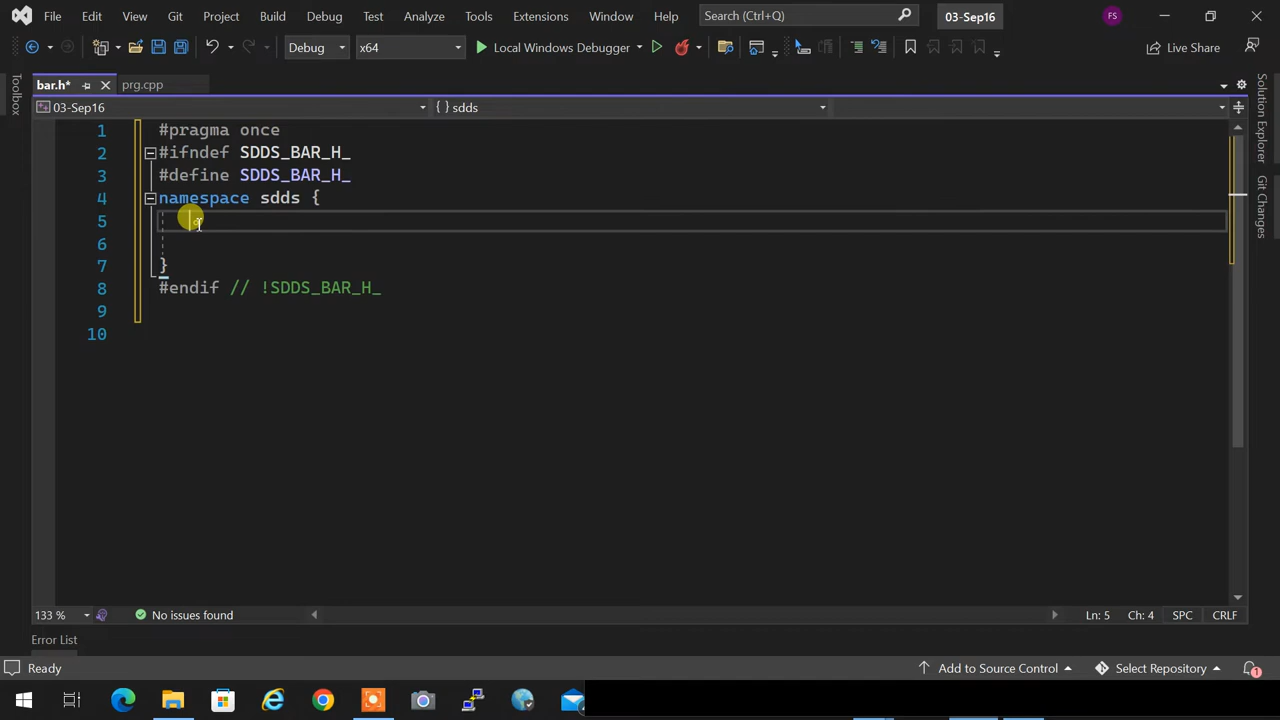 File Edit View Git Project Build Debug Test Analyze Tools Extensions Window Help Search (Ctrl+Q) 03-Sep16 FS
Debug x64 Local Windows Debugger Live Share
bar.h* prg.cpp
03-Sep16 {} sdds
1 #pragma once
2 #ifndef SDDS_BAR_H_
3 #define SDDS_BAR_H_
4 namespace sdds {
5
6
7 }
8 #endif // !SDDS_BAR_H_
9
10
Toolbox
Solution Explorer
Git Changes
133 % No issues found Ln: 5 Ch: 4 SPC CRLF
Error List
Ready Add to Source Control Select Repository 1